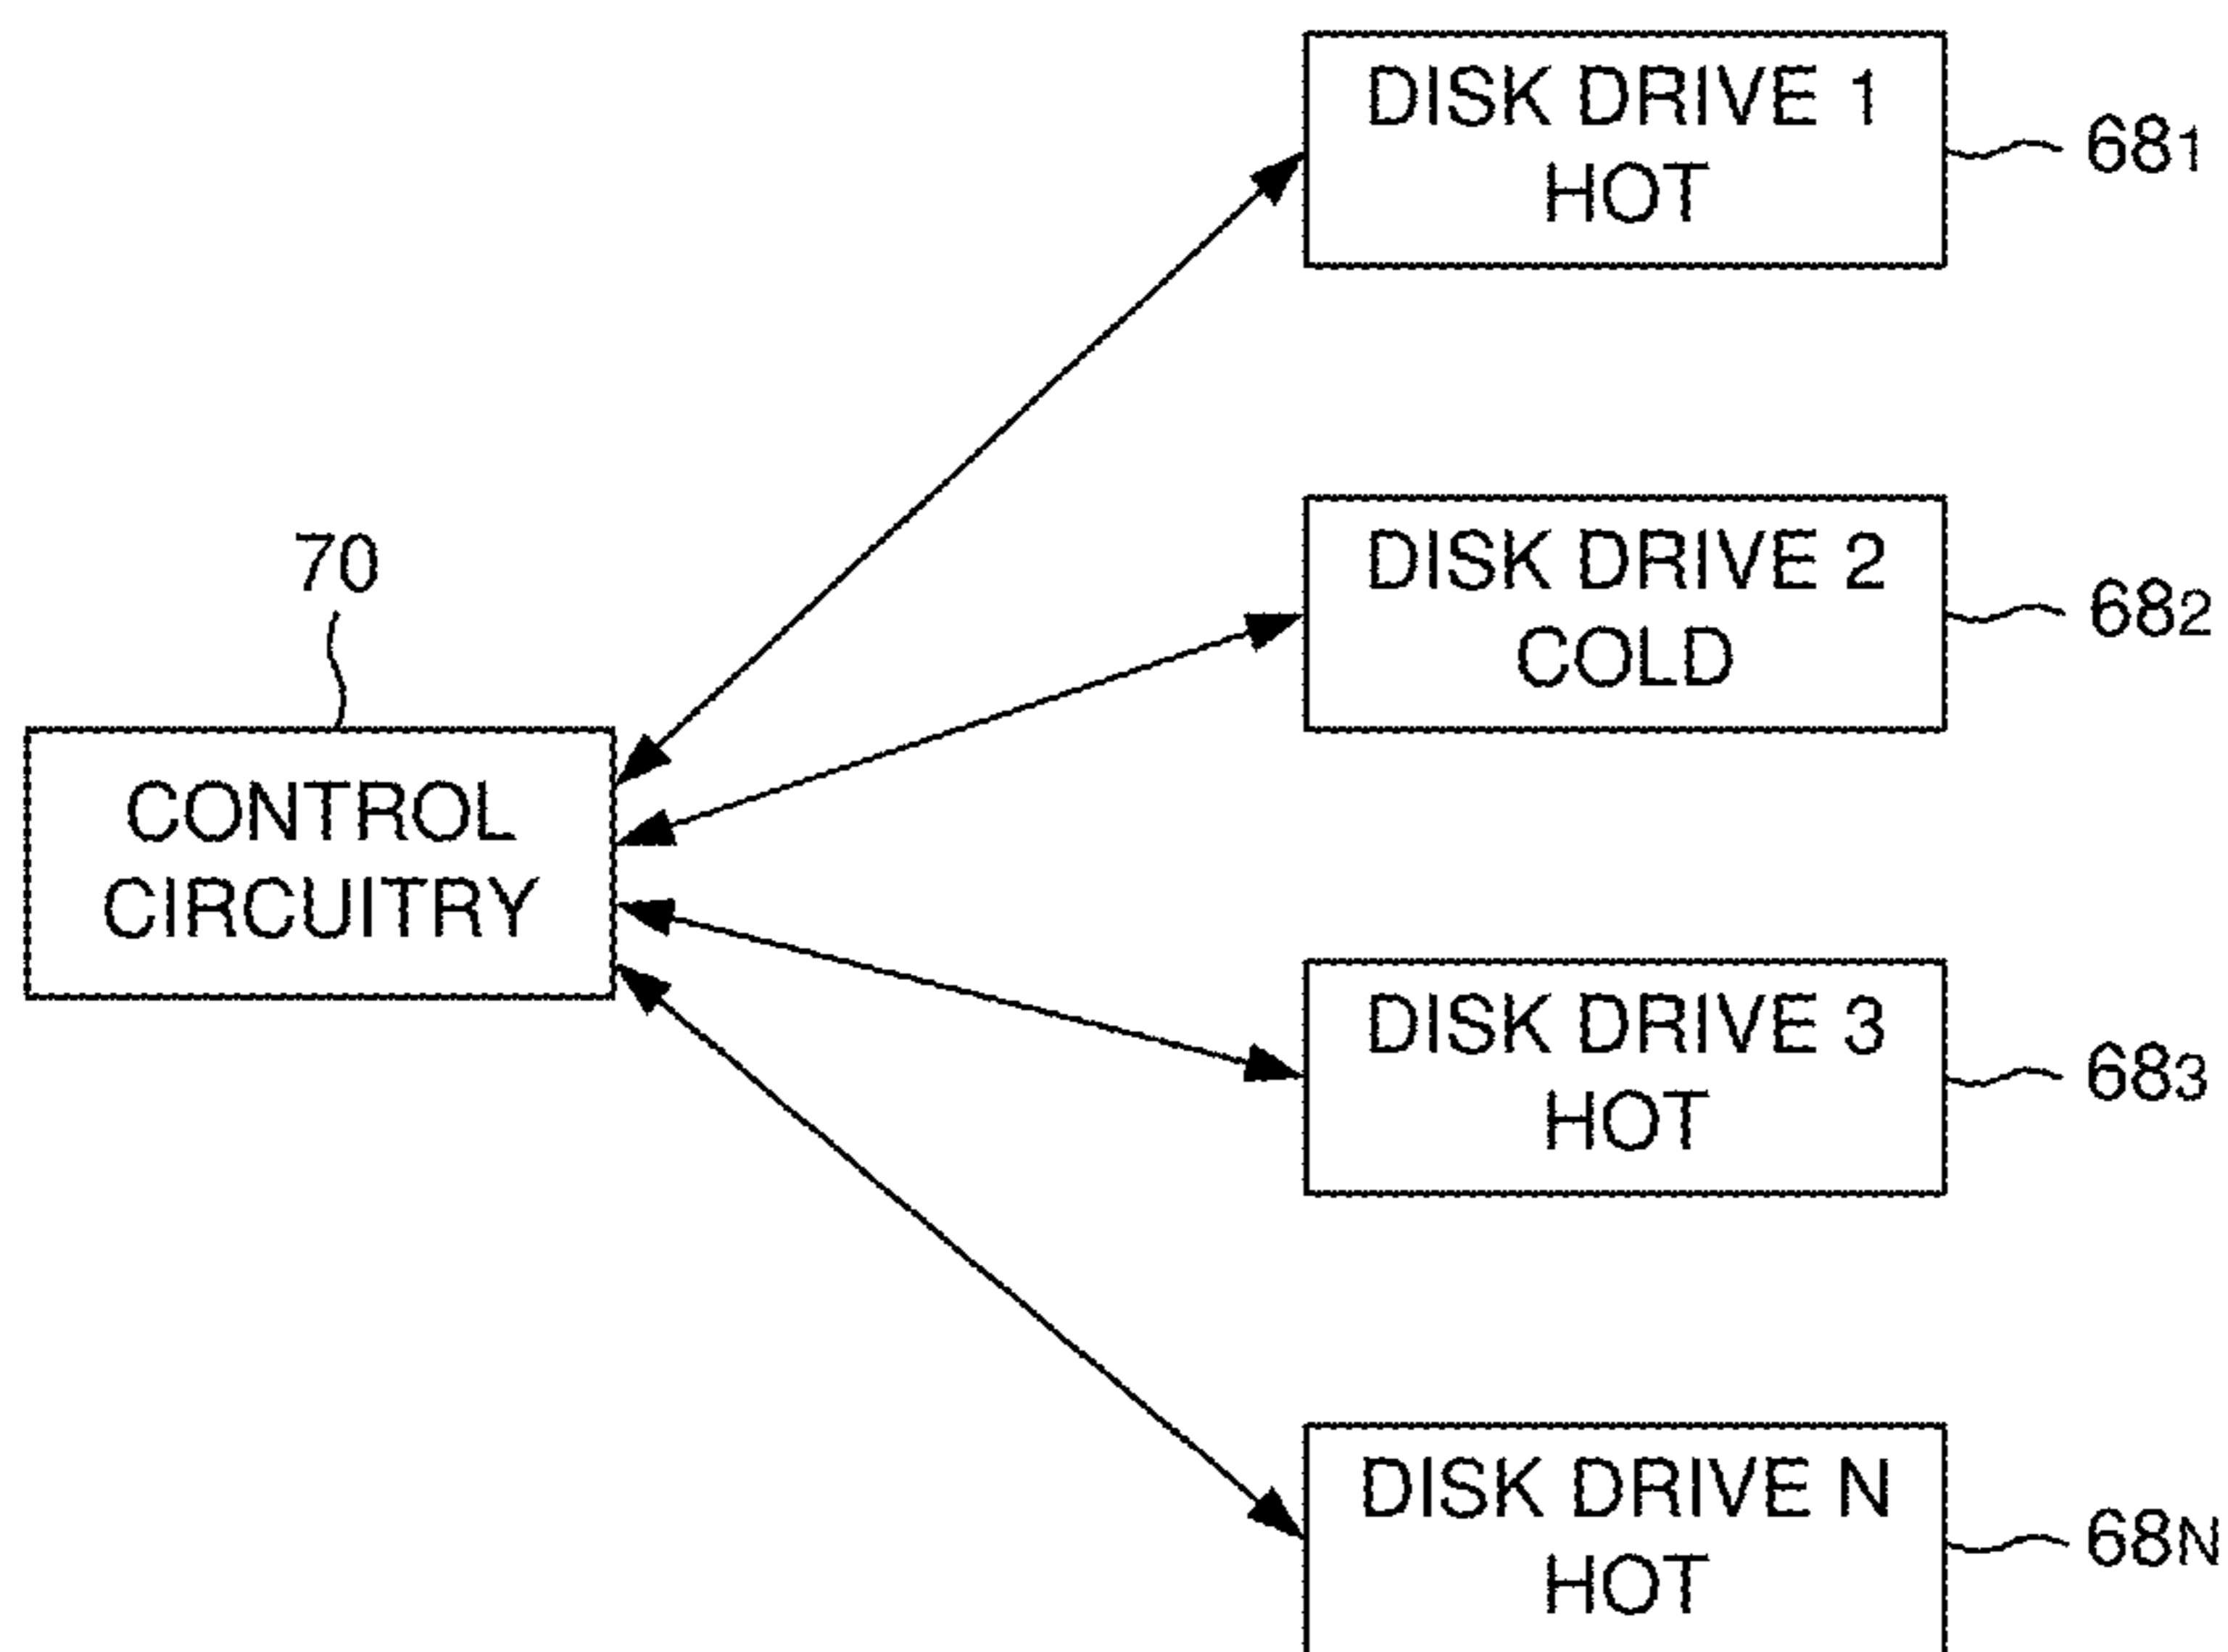 DISK DRIVE 1
HOT
681
DISK DRIVE 2
COLD
682
70
CONTROL
CIRCUITRY
DISK DRIVE 3
HOT
683
DISK DRIVE N
HOT
68N